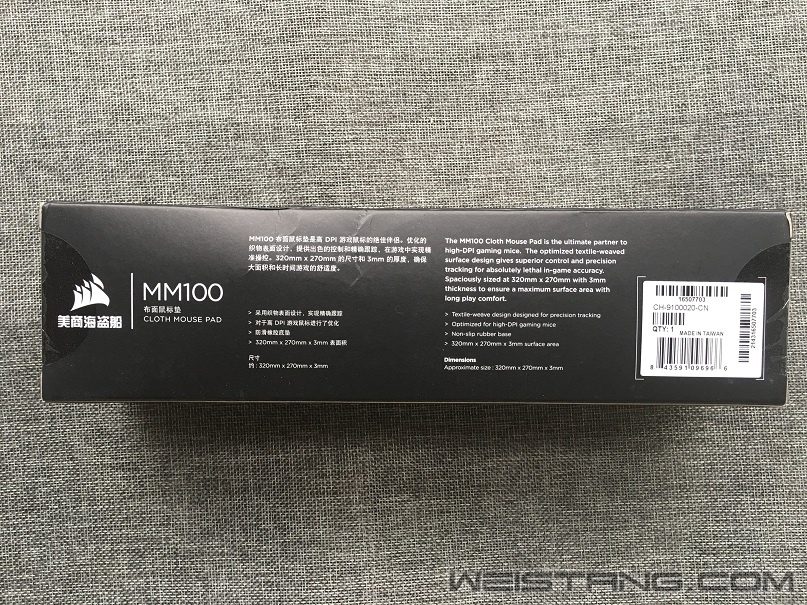 美商海盗船
MM100
布面鼠标垫
CLOTH MOUSE PAD
MM100 布面鼠标垫是高 DPI 游戏鼠标的绝佳伴侣。优化的
织物表面设计，提供出色的控制和精确跟踪，在游戏中实现精
准操控。320mm x 270mm 的尺寸和 3mm 的厚度，确保
大面积和长时间游戏的舒适度。
> 采用织物表面设计，实现精确跟踪
> 对于高 DPI 游戏鼠标进行了优化
> 防滑橡胶底垫
> 320mm x 270mm x 3mm 表面积
尺寸
约 : 320mm x 270mm x 3mm
The MM100 Cloth Mouse Pad is the ultimate partner to
high-DPI gaming mice. The optimized textile-weaved
surface design gives superior control and precision
tracking for absolutely lethal in-game accuracy.
Spaciously sized at 320mm x 270mm with 3mm
thickness to ensure a maximum surface area with
long play comfort.
> Textile-weave design designed for precision tracking
> Optimized for high-DPI gaming mice
> Non-slip rubber base
> 320mm x 270mm x 3mm surface area
Dimensions
Approximate size : 320mm x 270mm x 3mm
16507703
CH-9100020-CN
QTY: 1 MADE IN TAIWAN
8 43591 09696 6
WEISTANG.COM